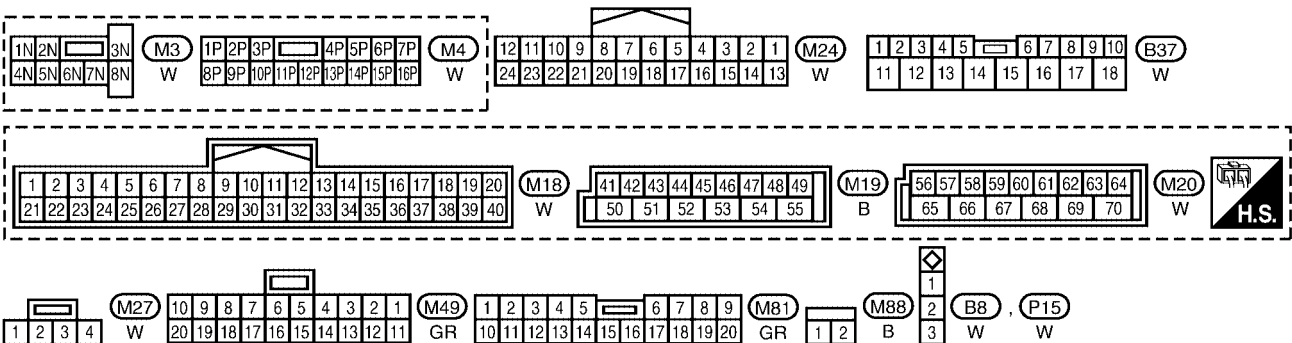 1N 2N 3N M3 1P 2P 3P 4P 5P 6P 7P M4 12 11 10 9 8 7 6 5 4 3 2 1 M24 1 2 3 4 5 6 7 8 9 10 B37
4N 5N 6N 7N 8N W 8P 9P 10P 11P 12P 13P 14P 15P 16P W 24 23 22 21 20 19 18 17 16 15 14 13 W 11 12 13 14 15 16 17 18 W
1 2 3 4 5 6 7 8 9 10 11 12 13 14 15 16 17 18 19 20 M18 41 42 43 44 45 46 47 48 49 M19 56 57 58 59 60 61 62 63 64 M20
21 22 23 24 25 26 27 28 29 30 31 32 33 34 35 36 37 38 39 40 W 50 51 52 53 54 55 B 65 66 67 68 69 70 W H.S.
M27 10 9 8 7 6 5 4 3 2 1 M49 1 2 3 4 5 6 7 8 9 M81 M88 1 2 3 B8 , P15
1 2 3 4 W 20 19 18 17 16 15 14 13 12 11 GR 10 11 12 13 14 15 16 17 18 19 20 GR 1 2 B W W